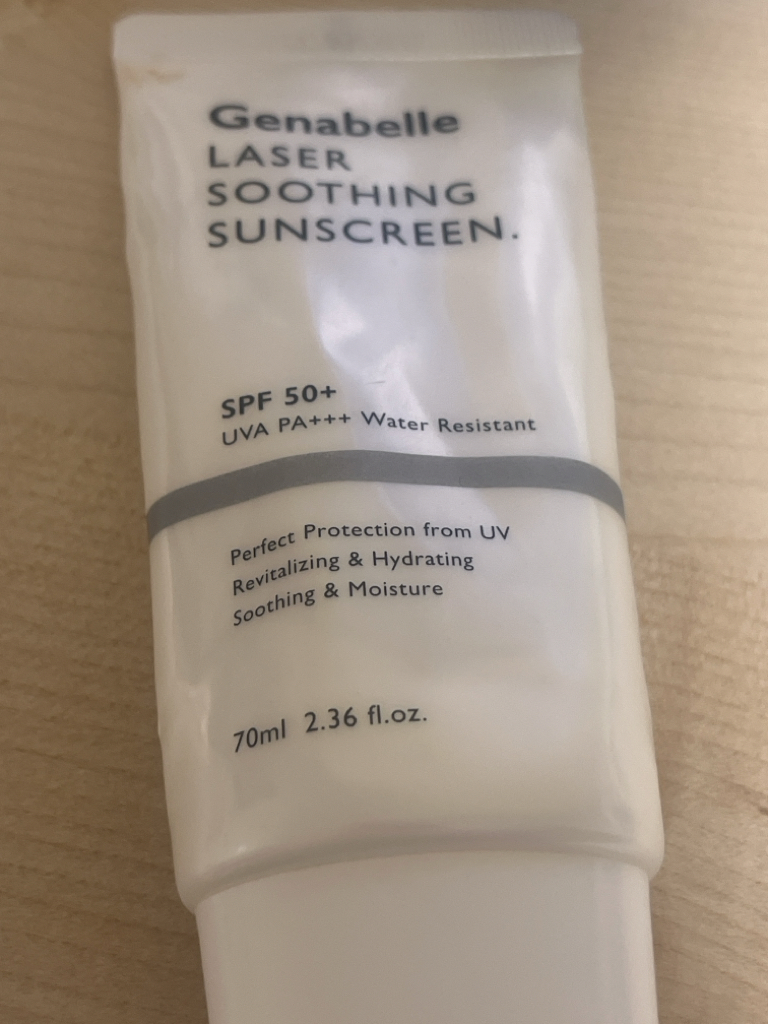 Genabelle
LASER
SOOTHING
SUNSCREEN.
SPF 50+
UVA PA+++ Water Resistant
Perfect Protection from UV
Revitalizing & Hydrating
Soothing & Moisture
70ml 2.36 fl.oz.